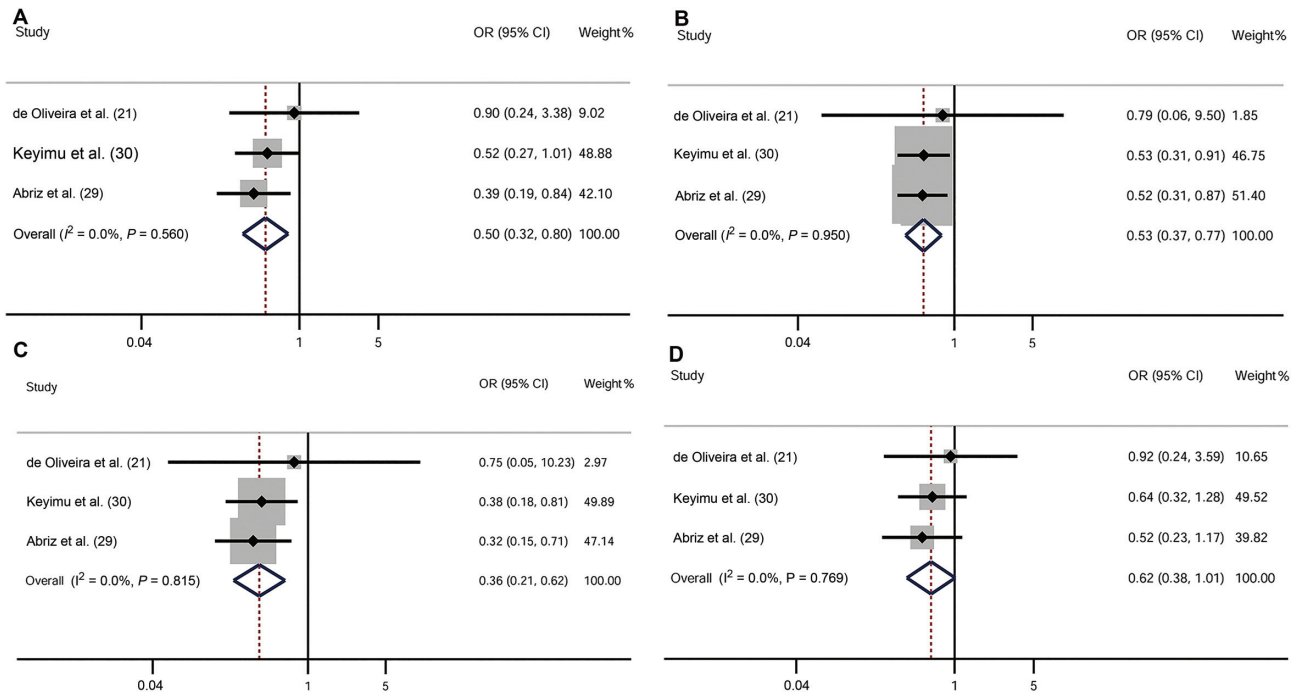 A
Study OR (95% CI) Weight%
de Oliveira et al. (21) 0.90 (0.24, 3.38) 9.02
Keyimu et al. (30) 0.52 (0.27, 1.01) 48.88
Abriz et al. (29) 0.39 (0.19, 0.84) 42.10
Overall (I² = 0.0%, P = 0.560) 0.50 (0.32, 0.80) 100.00
0.04 1 5
B
Study OR (95% CI) Weight%
de Oliveira et al. (21) 0.79 (0.06, 9.50) 1.85
Keyimu et al. (30) 0.53 (0.31, 0.91) 46.75
Abriz et al. (29) 0.52 (0.31, 0.87) 51.40
Overall (I² = 0.0%, P = 0.950) 0.53 (0.37, 0.77) 100.00
0.04 1 5
C
Study OR (95% CI) Weight%
de Oliveira et al. (21) 0.75 (0.05, 10.23) 2.97
Keyimu et al. (30) 0.38 (0.18, 0.81) 49.89
Abriz et al. (29) 0.32 (0.15, 0.71) 47.14
Overall (I² = 0.0%, P = 0.815) 0.36 (0.21, 0.62) 100.00
0.04 1 5
D
Study OR (95% CI) Weight%
de Oliveira et al. (21) 0.92 (0.24, 3.59) 10.65
Keyimu et al. (30) 0.64 (0.32, 1.28) 49.52
Abriz et al. (29) 0.52 (0.23, 1.17) 39.82
Overall (I² = 0.0%, P = 0.769) 0.62 (0.38, 1.01) 100.00
0.04 1 5